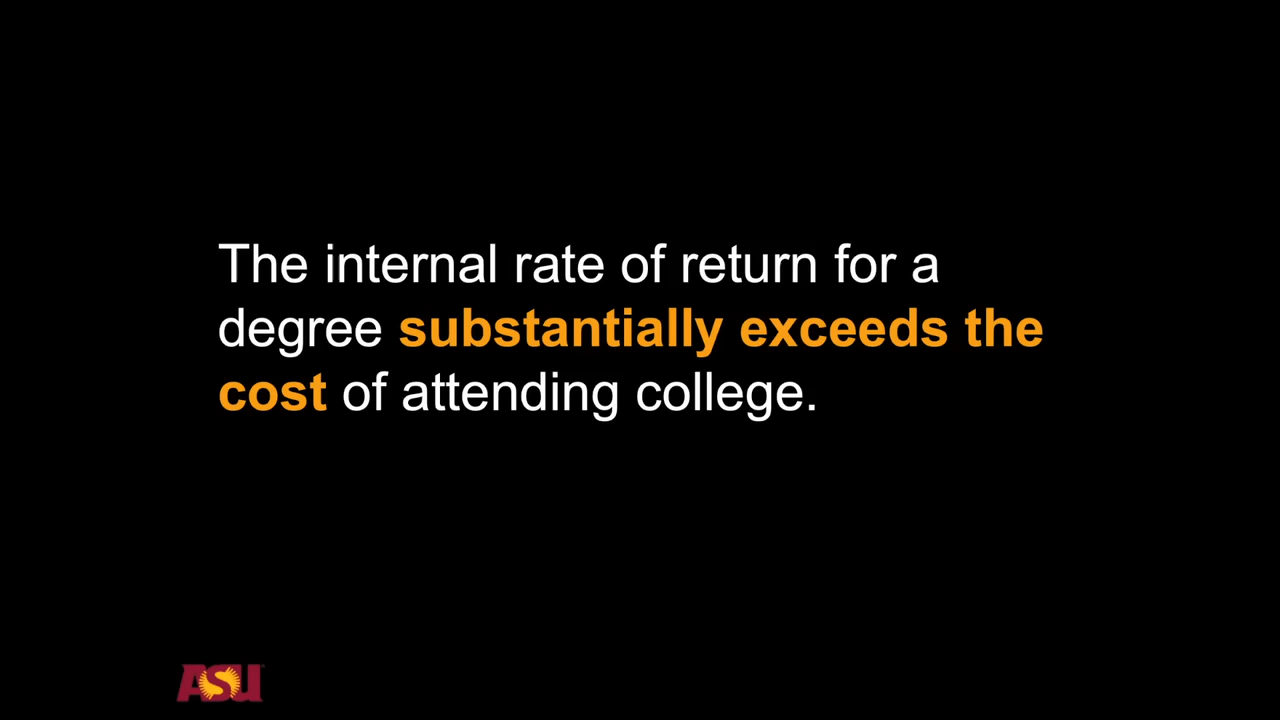 The internal rate of return for a
degree substantially exceeds the
cost of attending college.
ASU